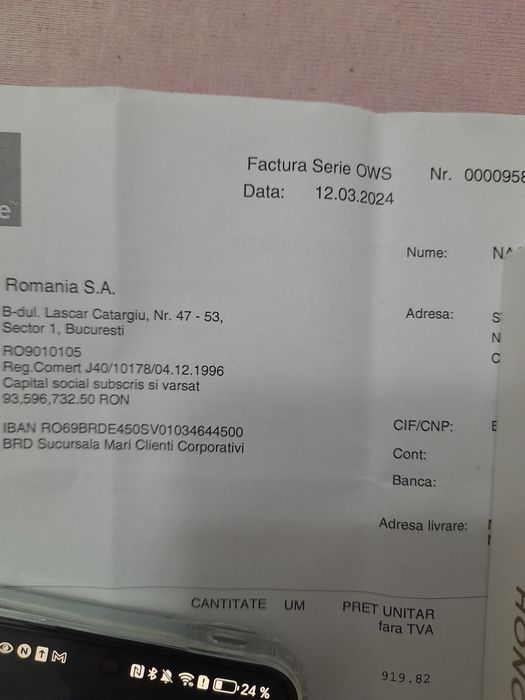 e
Factura Serie OWS Nr. 0000958
Data: 12.03.2024
Nume:
Romania S.A.
B-dul. Lascar Catargiu, Nr. 47 - 53,
Sector 1, Bucuresti
Adresa: S
N
C
RO9010105
Reg.Comert J40/10178/04.12.1996
Capital social subscris si varsat
93,596,732.50 RON
IBAN RO69BRDE450SV01034644500
BRD Sucursala Mari Clienti Corporativi
CIF/CNP:
Cont:
Banca:
Adresa livrare:
CANTITATE UM PRET UNITAR
fara TVA
919.82
24 %